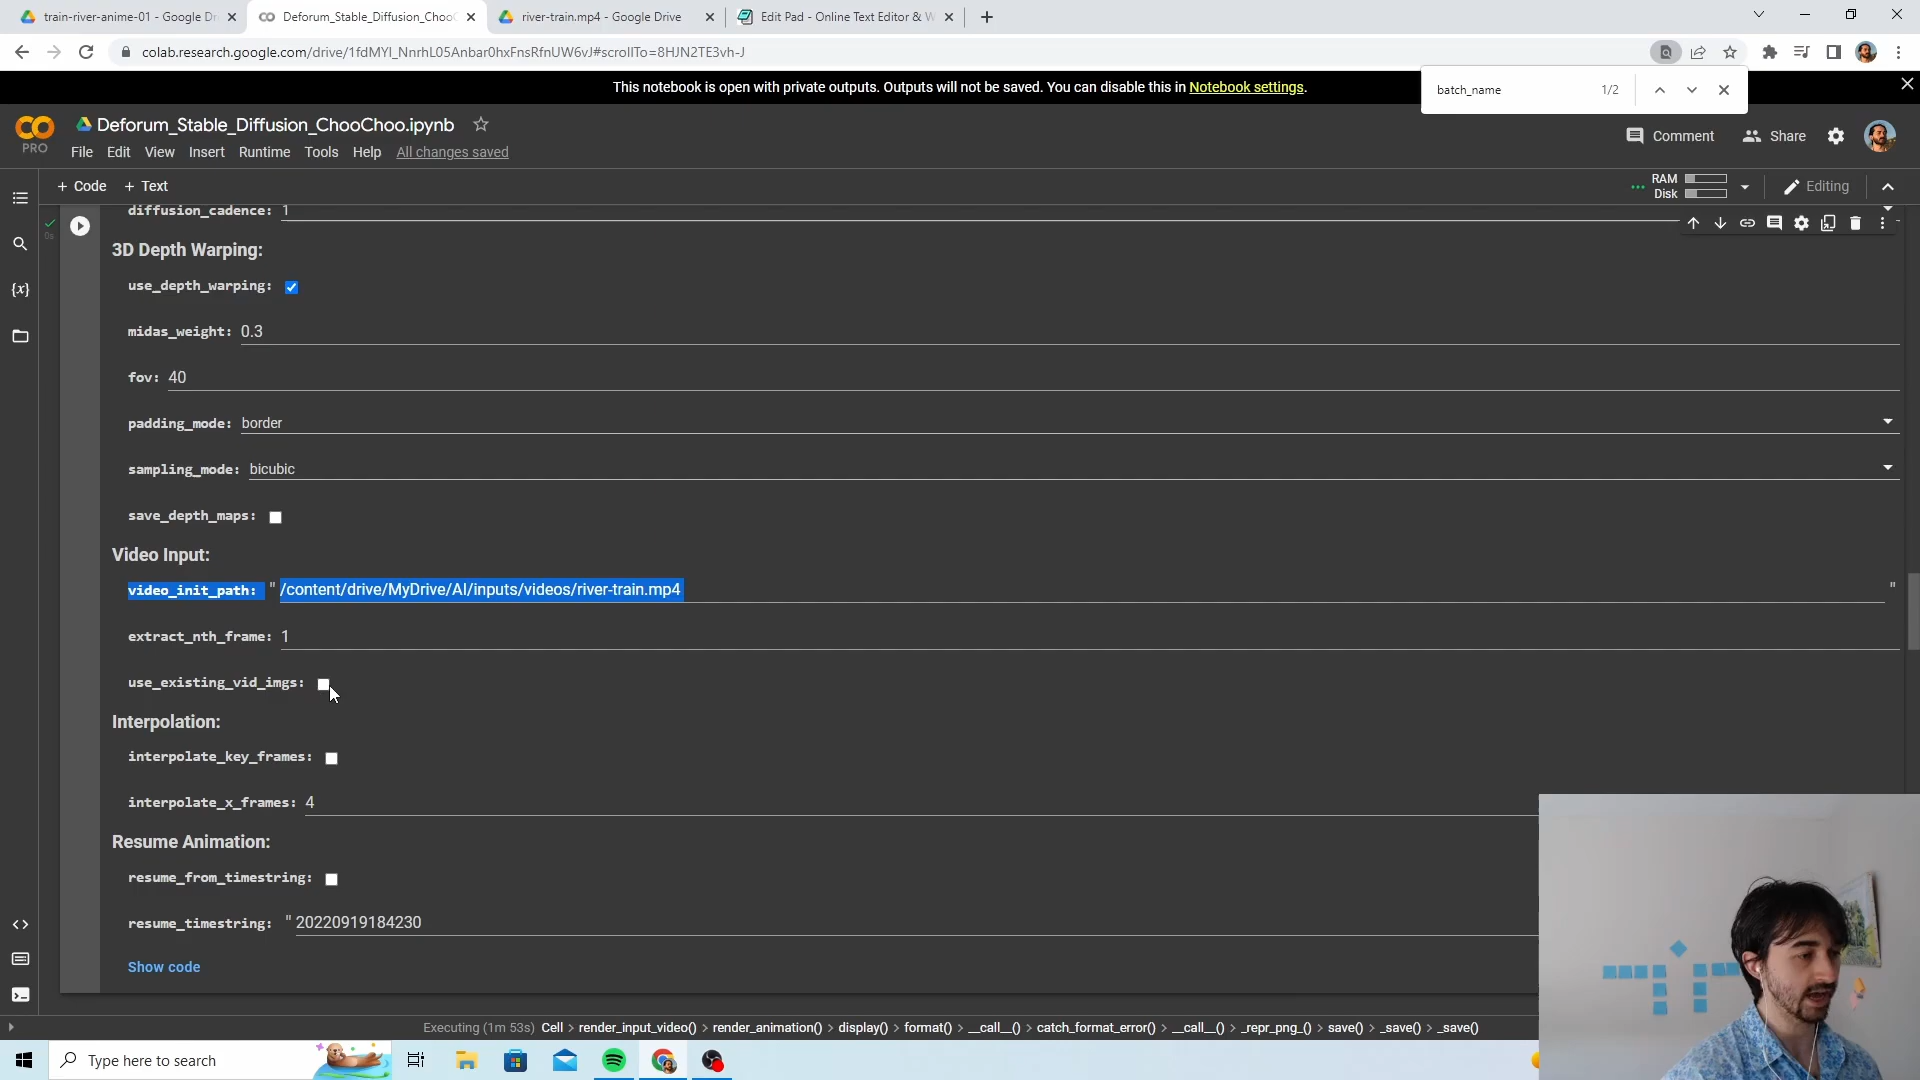 train-river-anime-01 - Google Dr
Deforum_Stable_Diffusion_ChooC
river-train.mp4 - Google Drive
Edit Pad - Online Text Editor & W
colab.research.google.com/drive/1fdMYI_NnrhL05Anbar0hxFnsRfnUW6vJ#scrollTo=8HJN2TE3vh-J
This notebook is open with private outputs. Outputs will not be saved. You can disable this in Notebook settings.
batch_name 1/2
Deforum_Stable_Diffusion_ChooChoo.ipynb
PRO
File Edit View Insert Runtime Tools Help All changes saved
Comment Share
+ Code + Text
RAM
Disk
Editing
0s
diffusion_cadence: 1
3D Depth Warping:
use_depth_warping:
midas_weight: 0.3
fov: 40
padding_mode: border
sampling_mode: bicubic
save_depth_maps:
Video Input:
video_init_path: "/content/drive/MyDrive/AI/inputs/videos/river-train.mp4 "
extract_nth_frame: 1
use_existing_vid_imgs:
Interpolation:
interpolate_key_frames:
interpolate_x_frames: 4
Resume Animation:
resume_from_timestring:
resume_timestring: "20220919184230
Show code
Executing (1m 53s) Cell > render_input_video() > render_animation() > display() > format() > __call__() > catch_format_error() > __call__() > _repr_png_() > save() > _save() > _save()
Type here to search